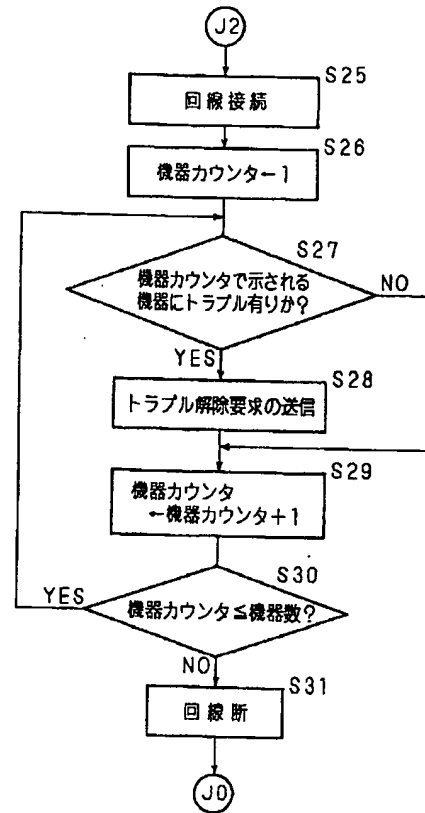 J2
S25
回線接続
S26
機器カウンタ←1
S27
機器カウンタで示される
機器にトラブル有りか?
NO
YES
S28
トラブル解除要求の送信
S29
機器カウンタ
←機器カウンタ+1
S30
機器カウンタ≦機器数?
YES
NO
S31
回線断
J0